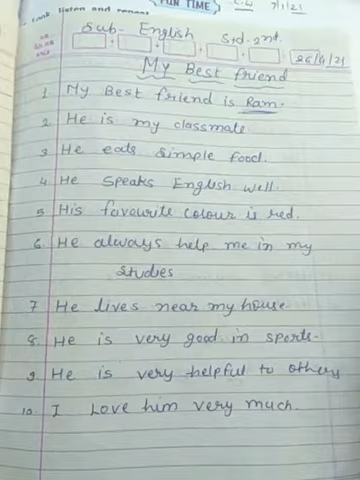 Look, listen and repeat
FUN TIME
C.W
7/1/21
Sub- English Std- 2nd.
26/4/21
My Best friend
1 My Best friend is Ram.
2 He is my classmate
3 He eats simple food.
4 He speaks English well.
5 His favourite colour is red.
6. He always help me in my
studies
7 He lives near my house
8. He is very good in sports.
9 He is very helpful to others
10. I Love him very much.